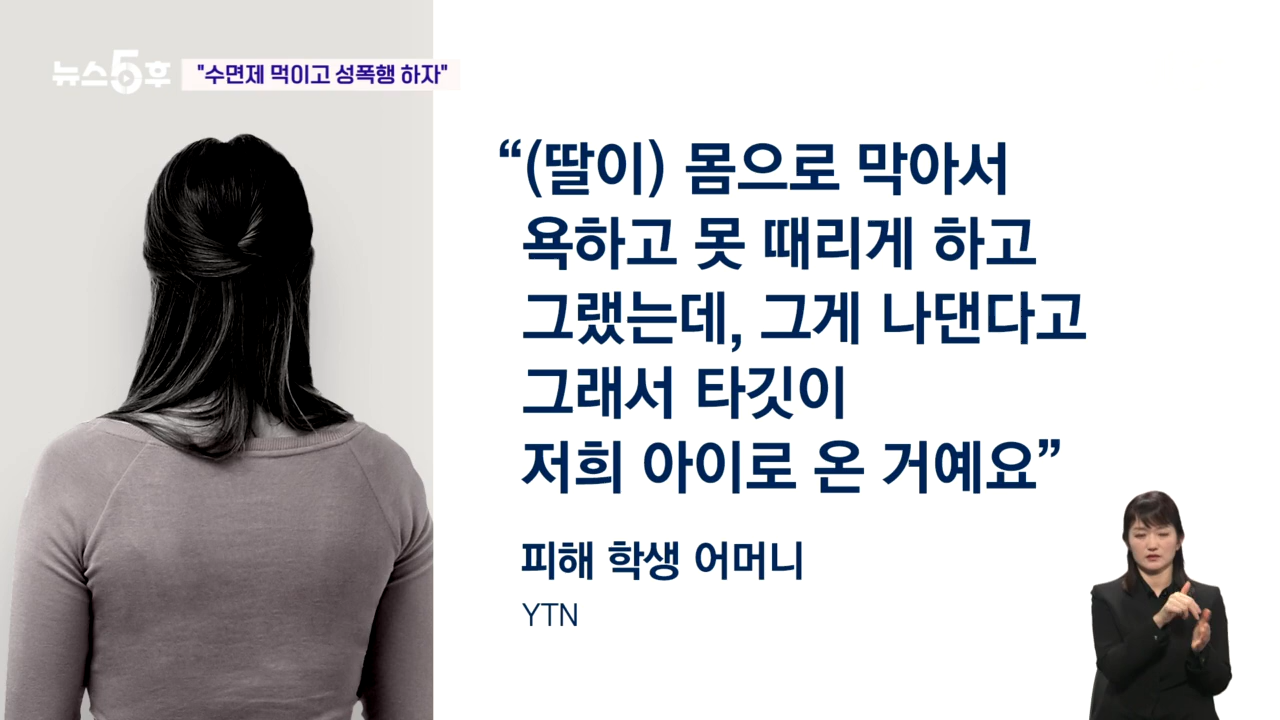 뉴스5후 "수면제 먹이고 성폭행 하자"
“(딸이) 몸으로 막아서
욕하고 못 때리게 하고
그랬는데, 그게 나댄다고
그래서 타깃이
저희 아이로 온 거예요”
피해 학생 어머니
YTN